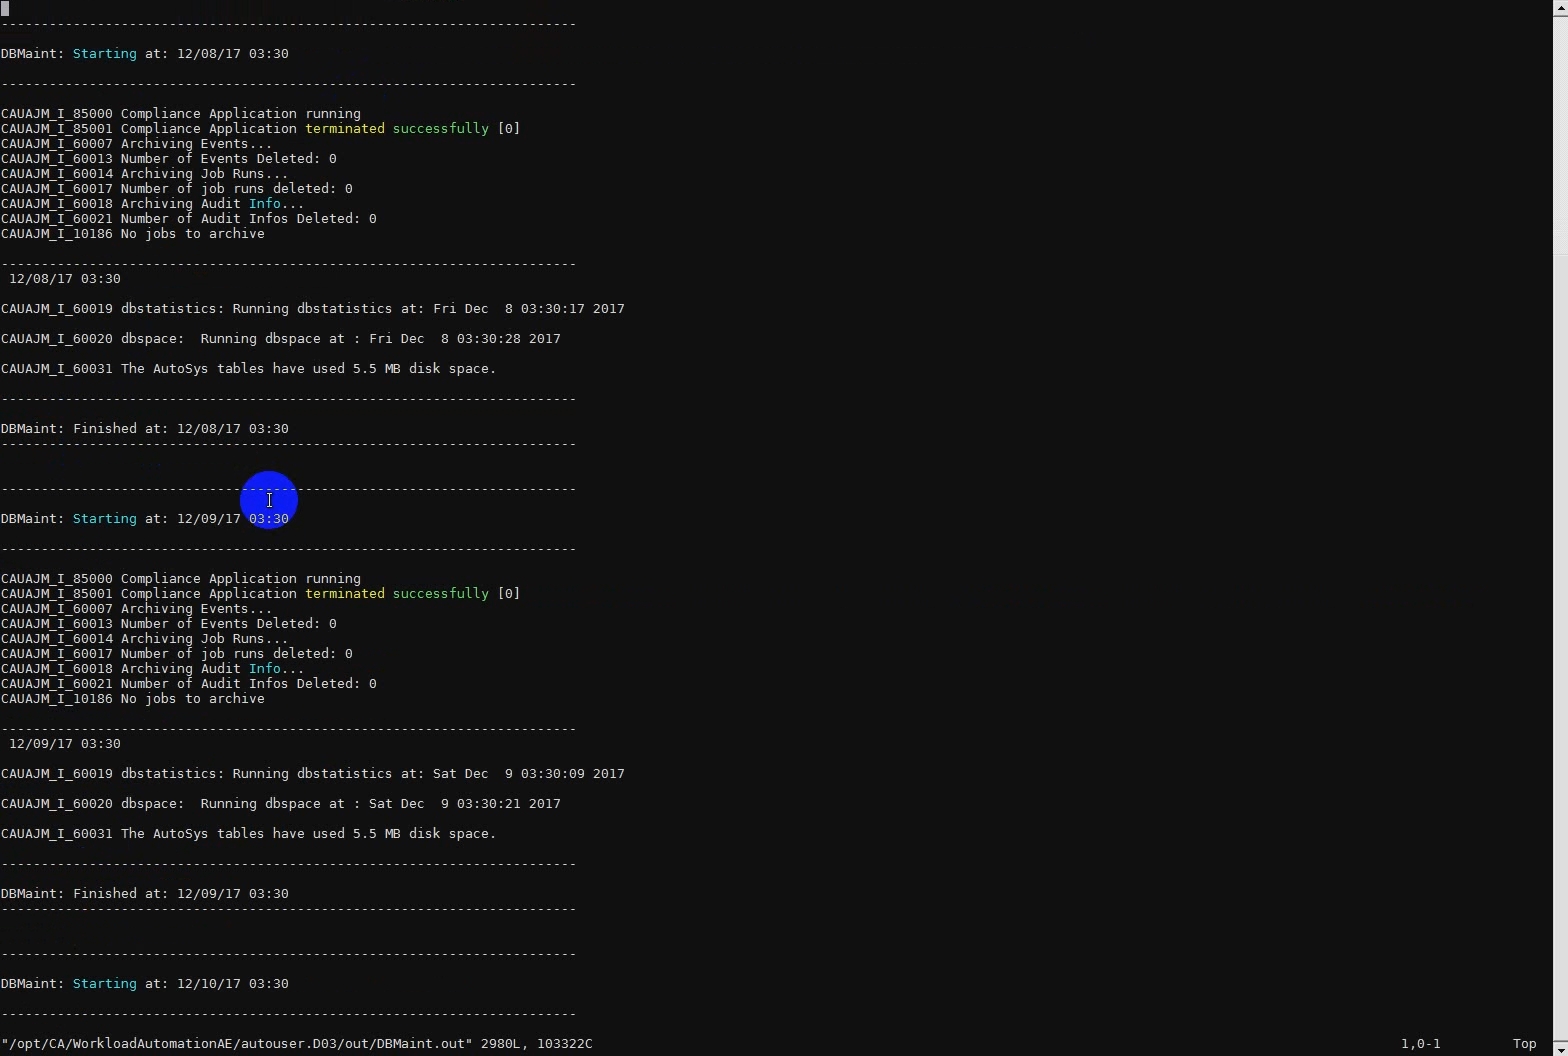 ------------------------------------------------------------------------
DBMaint: Starting at: 12/08/17 03:30
------------------------------------------------------------------------
CAUAJM_I_85000 Compliance Application running
CAUAJM_I_85001 Compliance Application terminated successfully [0]
CAUAJM_I_60007 Archiving Events...
CAUAJM_I_60013 Number of Events Deleted: 0
CAUAJM_I_60014 Archiving Job Runs...
CAUAJM_I_60017 Number of job runs deleted: 0
CAUAJM_I_60018 Archiving Audit Info...
CAUAJM_I_60021 Number of Audit Infos Deleted: 0
CAUAJM_I_10186 No jobs to archive
------------------------------------------------------------------------
12/08/17 03:30
CAUAJM_I_60019 dbstatistics: Running dbstatistics at: Fri Dec  8 03:30:17 2017
CAUAJM_I_60020 dbspace:  Running dbspace at : Fri Dec  8 03:30:28 2017
CAUAJM_I_60031 The AutoSys tables have used 5.5 MB disk space.
------------------------------------------------------------------------
DBMaint: Finished at: 12/08/17 03:30
------------------------------------------------------------------------
------------------------------------------------------------------------
DBMaint: Starting at: 12/09/17 03:30
------------------------------------------------------------------------
CAUAJM_I_85000 Compliance Application running
CAUAJM_I_85001 Compliance Application terminated successfully [0]
CAUAJM_I_60007 Archiving Events...
CAUAJM_I_60013 Number of Events Deleted: 0
CAUAJM_I_60014 Archiving Job Runs...
CAUAJM_I_60017 Number of job runs deleted: 0
CAUAJM_I_60018 Archiving Audit Info...
CAUAJM_I_60021 Number of Audit Infos Deleted: 0
CAUAJM_I_10186 No jobs to archive
------------------------------------------------------------------------
12/09/17 03:30
CAUAJM_I_60019 dbstatistics: Running dbstatistics at: Sat Dec  9 03:30:09 2017
CAUAJM_I_60020 dbspace:  Running dbspace at : Sat Dec  9 03:30:21 2017
CAUAJM_I_60031 The AutoSys tables have used 5.5 MB disk space.
------------------------------------------------------------------------
DBMaint: Finished at: 12/09/17 03:30
------------------------------------------------------------------------
------------------------------------------------------------------------
DBMaint: Starting at: 12/10/17 03:30
------------------------------------------------------------------------
"/opt/CA/WorkloadAutomationAE/autouser.D03/out/DBMaint.out" 2980L, 103322C 1,0-1 Top